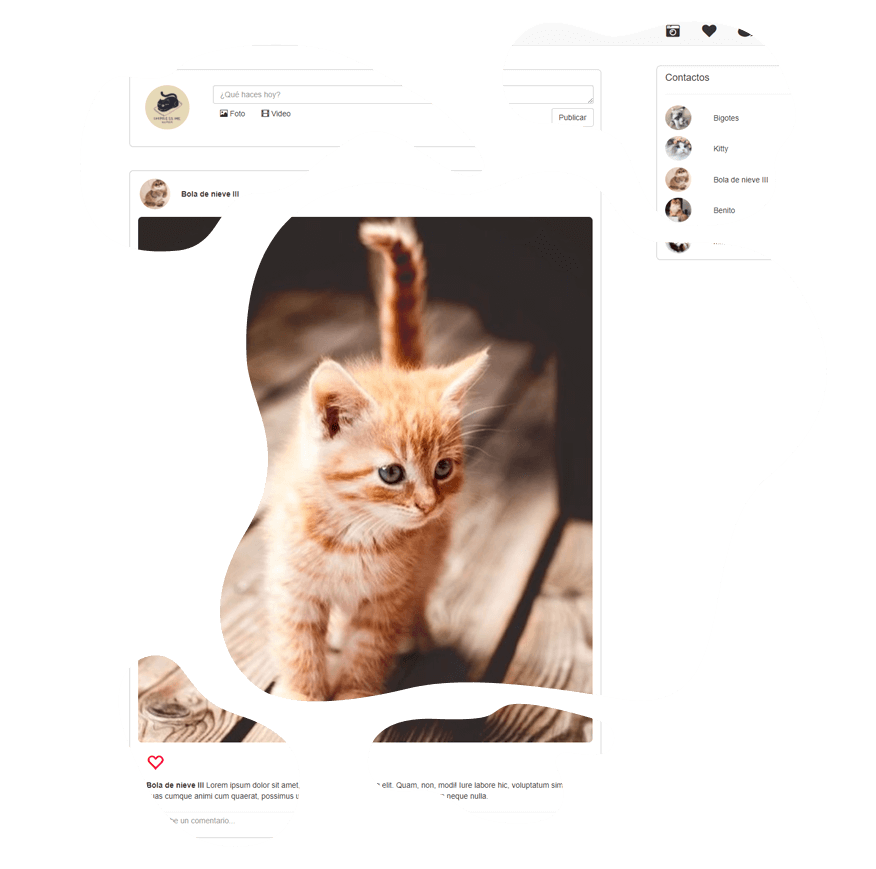 Contactos
¿Qué haces hoy?
Foto
Video
Publicar
Bigotes
Kitty
Bola de nieve III
Benito
Bola de nieve III
Bola de nieve III Lorem ipsum dolor sit amet, elit. Quam, non, modi! Iure labore hic, voluptatum sim
cumque animi cum quaerat, possimus neque nulla.
un comentario...